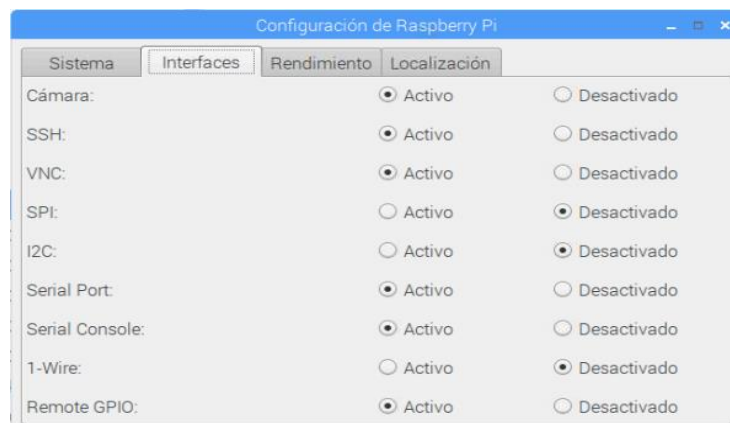 Configuración de Raspberry Pi
Sistema Interfaces Rendimiento Localización
Cámara: Activo Desactivado
SSH: Activo Desactivado
VNC: Activo Desactivado
SPI: Activo Desactivado
I2C: Activo Desactivado
Serial Port: Activo Desactivado
Serial Console: Activo Desactivado
1-Wire: Activo Desactivado
Remote GPIO: Activo Desactivado